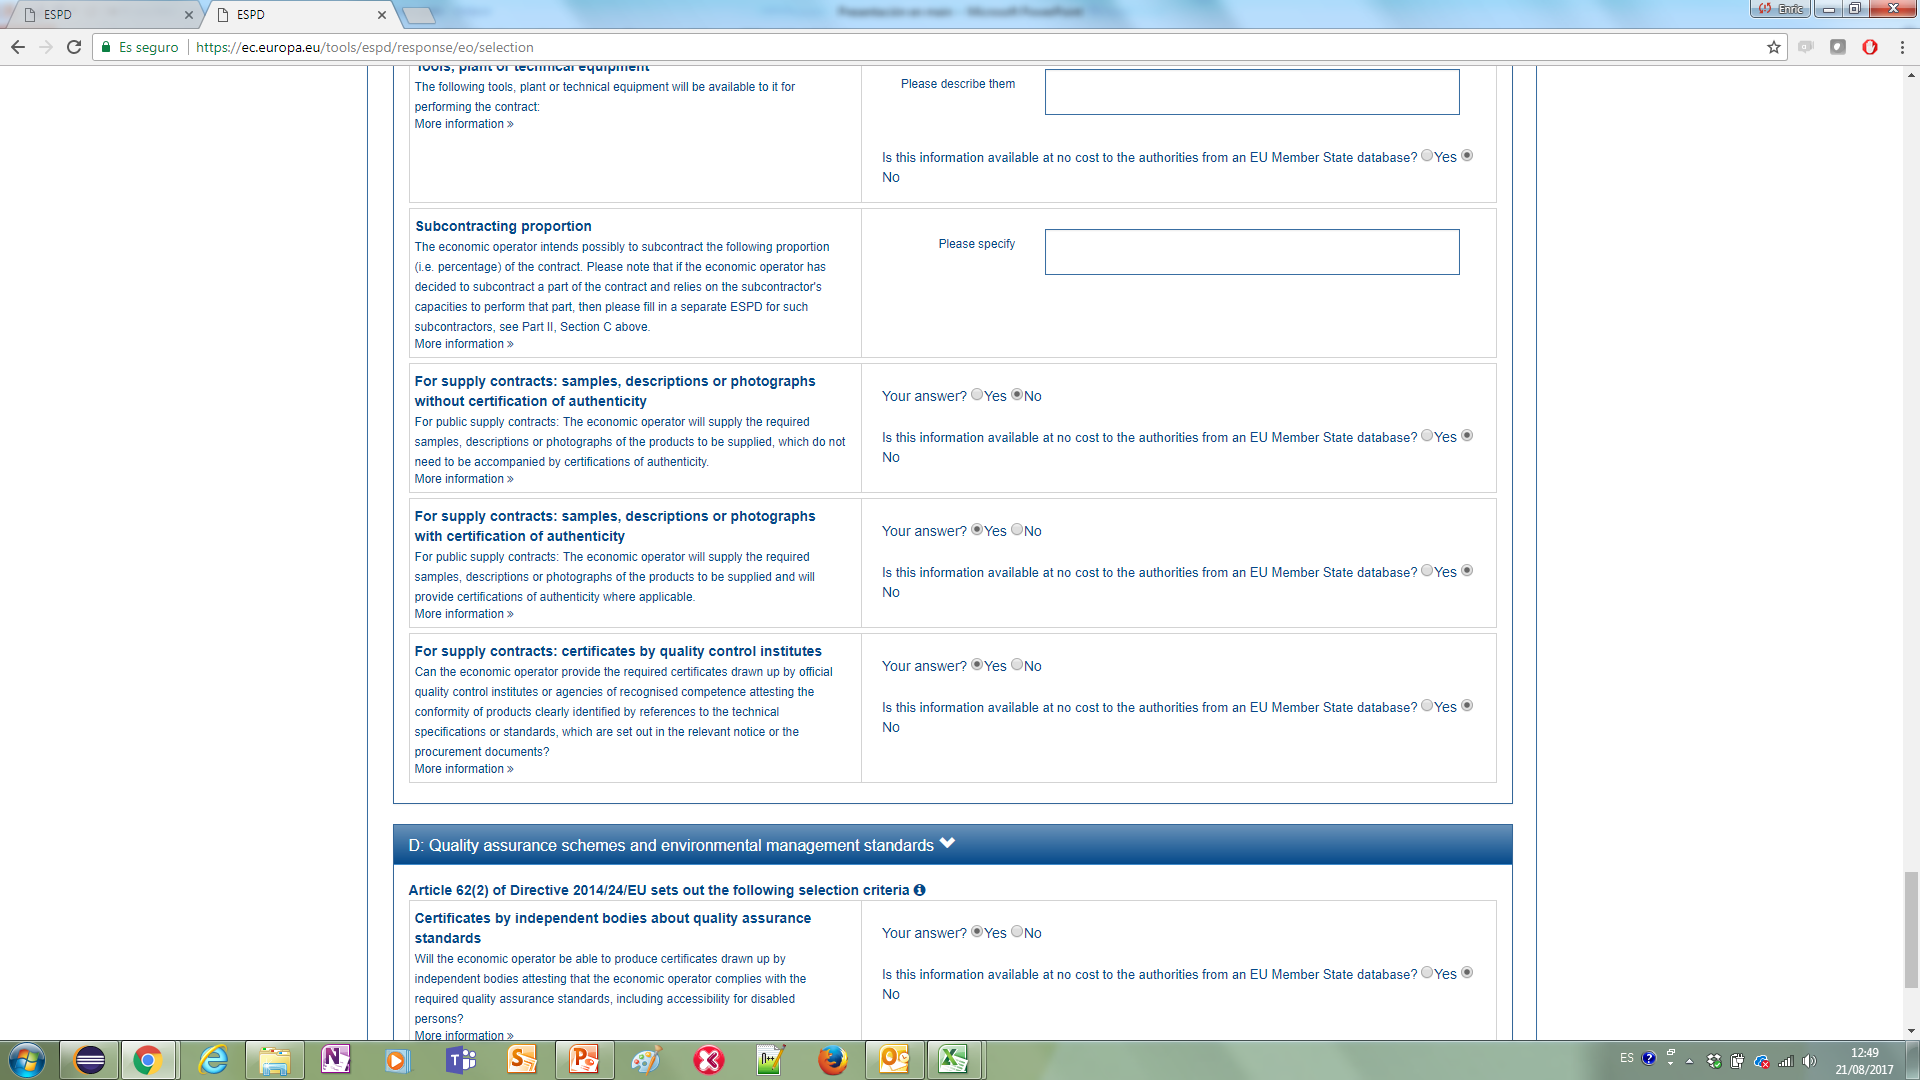 ESPD
ESPD
Enric
Es seguro
https://ec.europa.eu/tools/espd/response/eo/selection
Tools, plant or technical equipment
The following tools, plant or technical equipment will be available to it for
performing the contract:
More information »
Please describe them
Is this information available at no cost to the authorities from an EU Member State database? Yes
No
Subcontracting proportion
The economic operator intends possibly to subcontract the following proportion
(i.e. percentage) of the contract. Please note that if the economic operator has
decided to subcontract a part of the contract and relies on the subcontractor's
capacities to perform that part, then please fill in a separate ESPD for such
subcontractors, see Part II, Section C above.
More information »
Please specify
For supply contracts: samples, descriptions or photographs
without certification of authenticity
For public supply contracts: The economic operator will supply the required
samples, descriptions or photographs of the products to be supplied, which do not
need to be accompanied by certifications of authenticity.
More information »
Your answer? Yes No
Is this information available at no cost to the authorities from an EU Member State database? Yes
No
For supply contracts: samples, descriptions or photographs
with certification of authenticity
For public supply contracts: The economic operator will supply the required
samples, descriptions or photographs of the products to be supplied and will
provide certifications of authenticity where applicable.
More information »
Your answer? Yes No
Is this information available at no cost to the authorities from an EU Member State database? Yes
No
For supply contracts: certificates by quality control institutes
Can the economic operator provide the required certificates drawn up by official
quality control institutes or agencies of recognised competence attesting the
conformity of products clearly identified by references to the technical
specifications or standards, which are set out in the relevant notice or the
procurement documents?
More information »
Your answer? Yes No
Is this information available at no cost to the authorities from an EU Member State database? Yes
No
D: Quality assurance schemes and environmental management standards
Article 62(2) of Directive 2014/24/EU sets out the following selection criteria
Certificates by independent bodies about quality assurance
standards
Will the economic operator be able to produce certificates drawn up by
independent bodies attesting that the economic operator complies with the
required quality assurance standards, including accessibility for disabled
persons?
More information »
Your answer? Yes No
Is this information available at no cost to the authorities from an EU Member State database? Yes
No
ES
12:49
21/08/2017